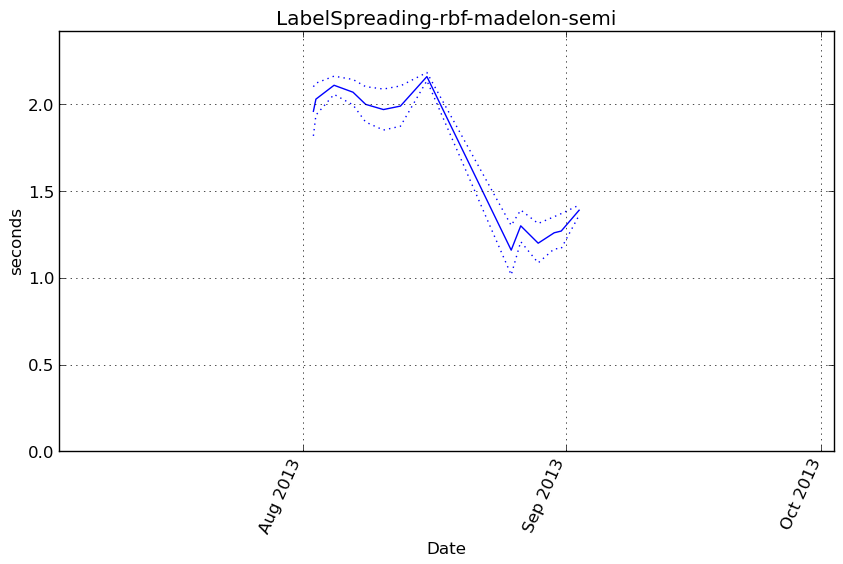 LabelSpreading-rbf-madelon-semi
seconds
2.0
1.5
1.0
0.5
0.0
Aug 2013
Sep 2013
Oct 2013
Date